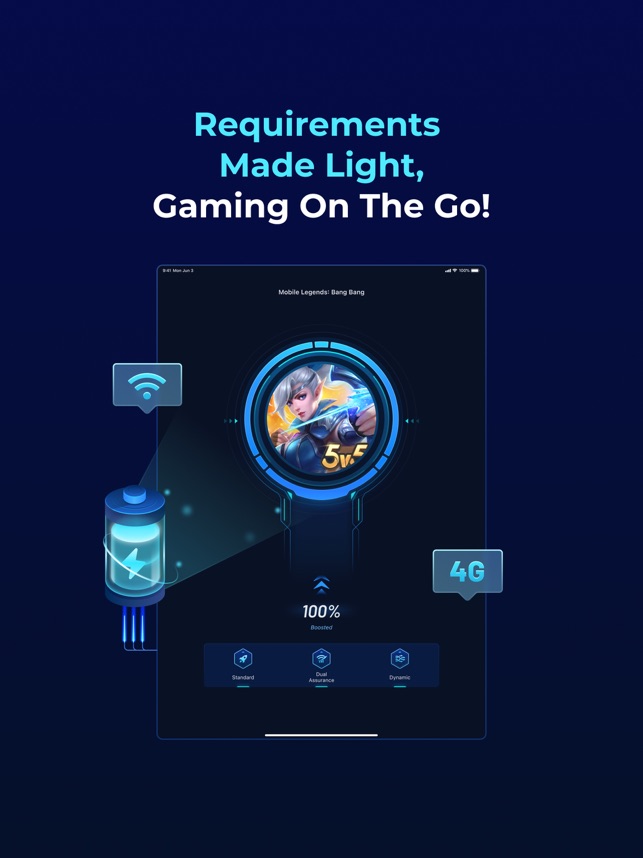 Requirements
Made Light,
Gaming On The Go!
9:41 Mon Jun 3
100%
Mobile Legends: Bang Bang
5v5
4G
100%
Boosted
Standard
Dual
Assurance
Dynamic